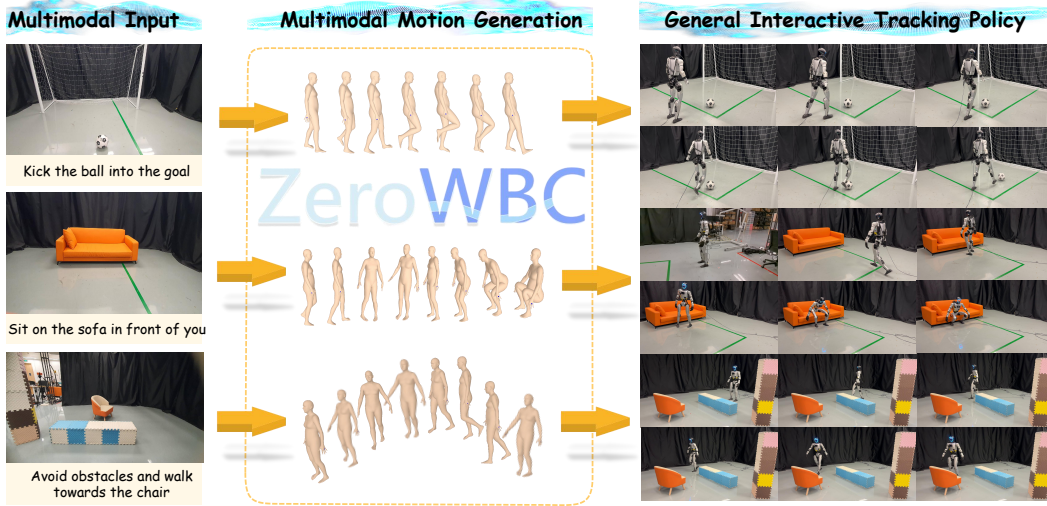 Multimodal Input
Multimodal Motion Generation
General Interactive Tracking Policy
Kick the ball into the goal
ZeroWBC
Sit on the sofa in front of you
Avoid obstacles and walk
towards the chair